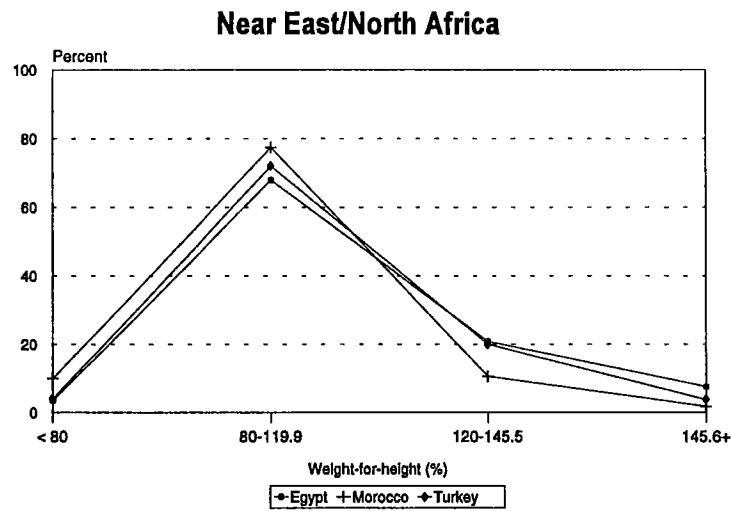 Near East/North Africa
Percent
100
80
60
40
20
0
< 80 80-119.9 120-145.5 145.6+
Weight-for-height (%)
Egypt Morocco Turkey